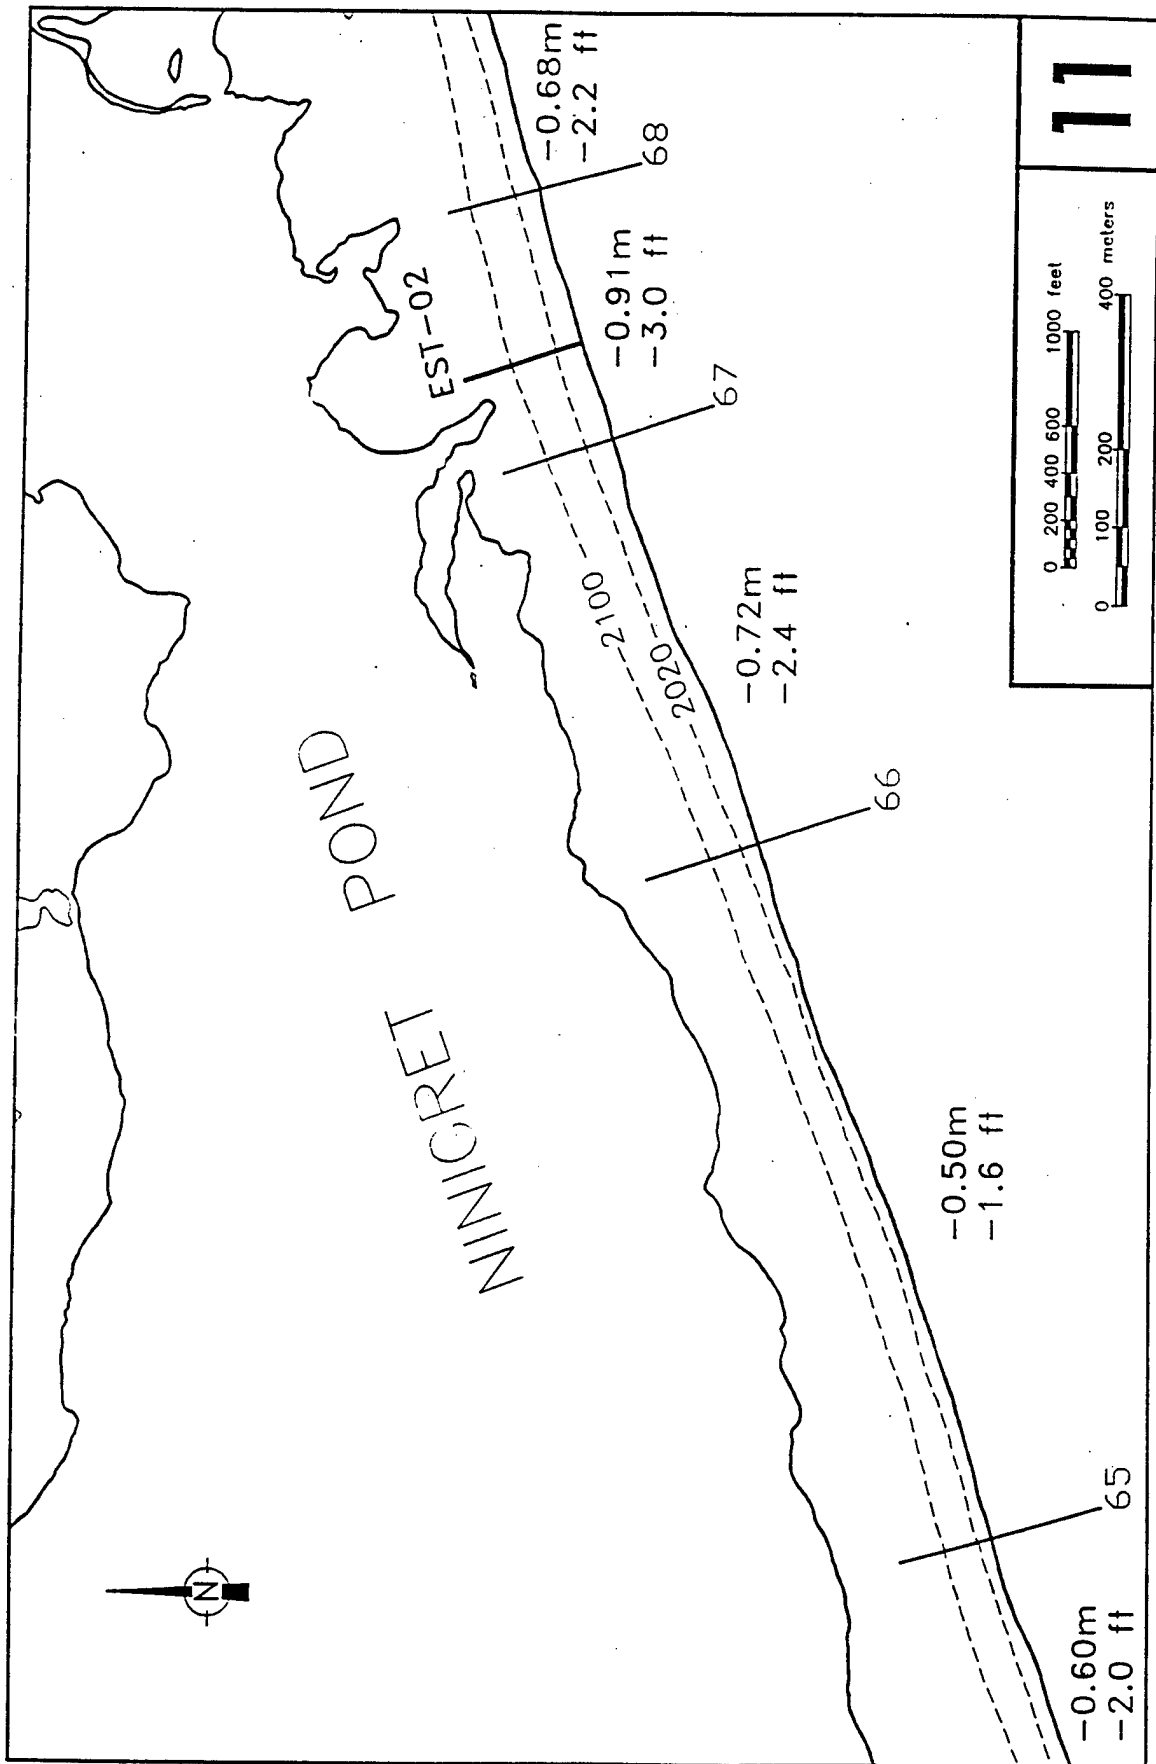 NINIGRET POND
EST-02
2100
2020
68
67
66
65
-0.68m
-2.2 ft
-0.91m
-3.0 ft
-0.72m
-2.4 ft
-0.50m
-1.6 ft
-0.60m
-2.0 ft
N
0 200 400 600 1000 feet
0 100 200 400 meters
11